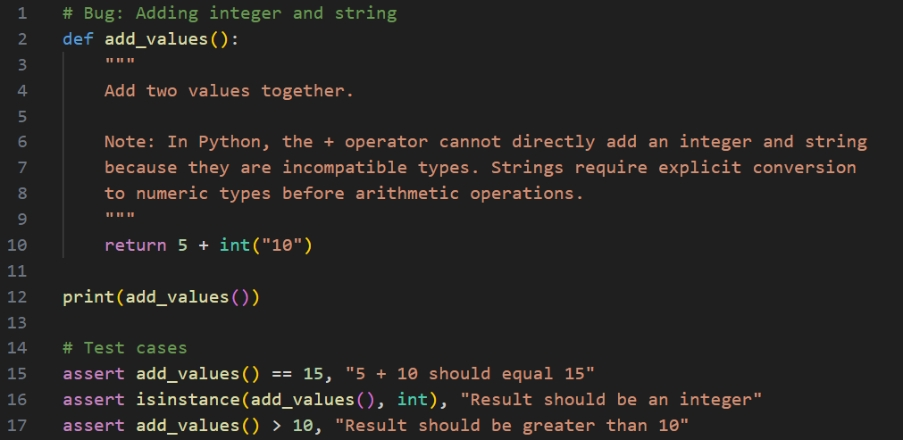 1 # Bug: Adding integer and string
2 def add_values():
3     """
4     Add two values together.
5
6     Note: In Python, the + operator cannot directly add an integer and string
7     because they are incompatible types. Strings require explicit conversion
8     to numeric types before arithmetic operations.
9     """
10     return 5 + int("10")
11
12 print(add_values())
13
14 # Test cases
15 assert add_values() == 15, "5 + 10 should equal 15"
16 assert isinstance(add_values(), int), "Result should be an integer"
17 assert add_values() > 10, "Result should be greater than 10"